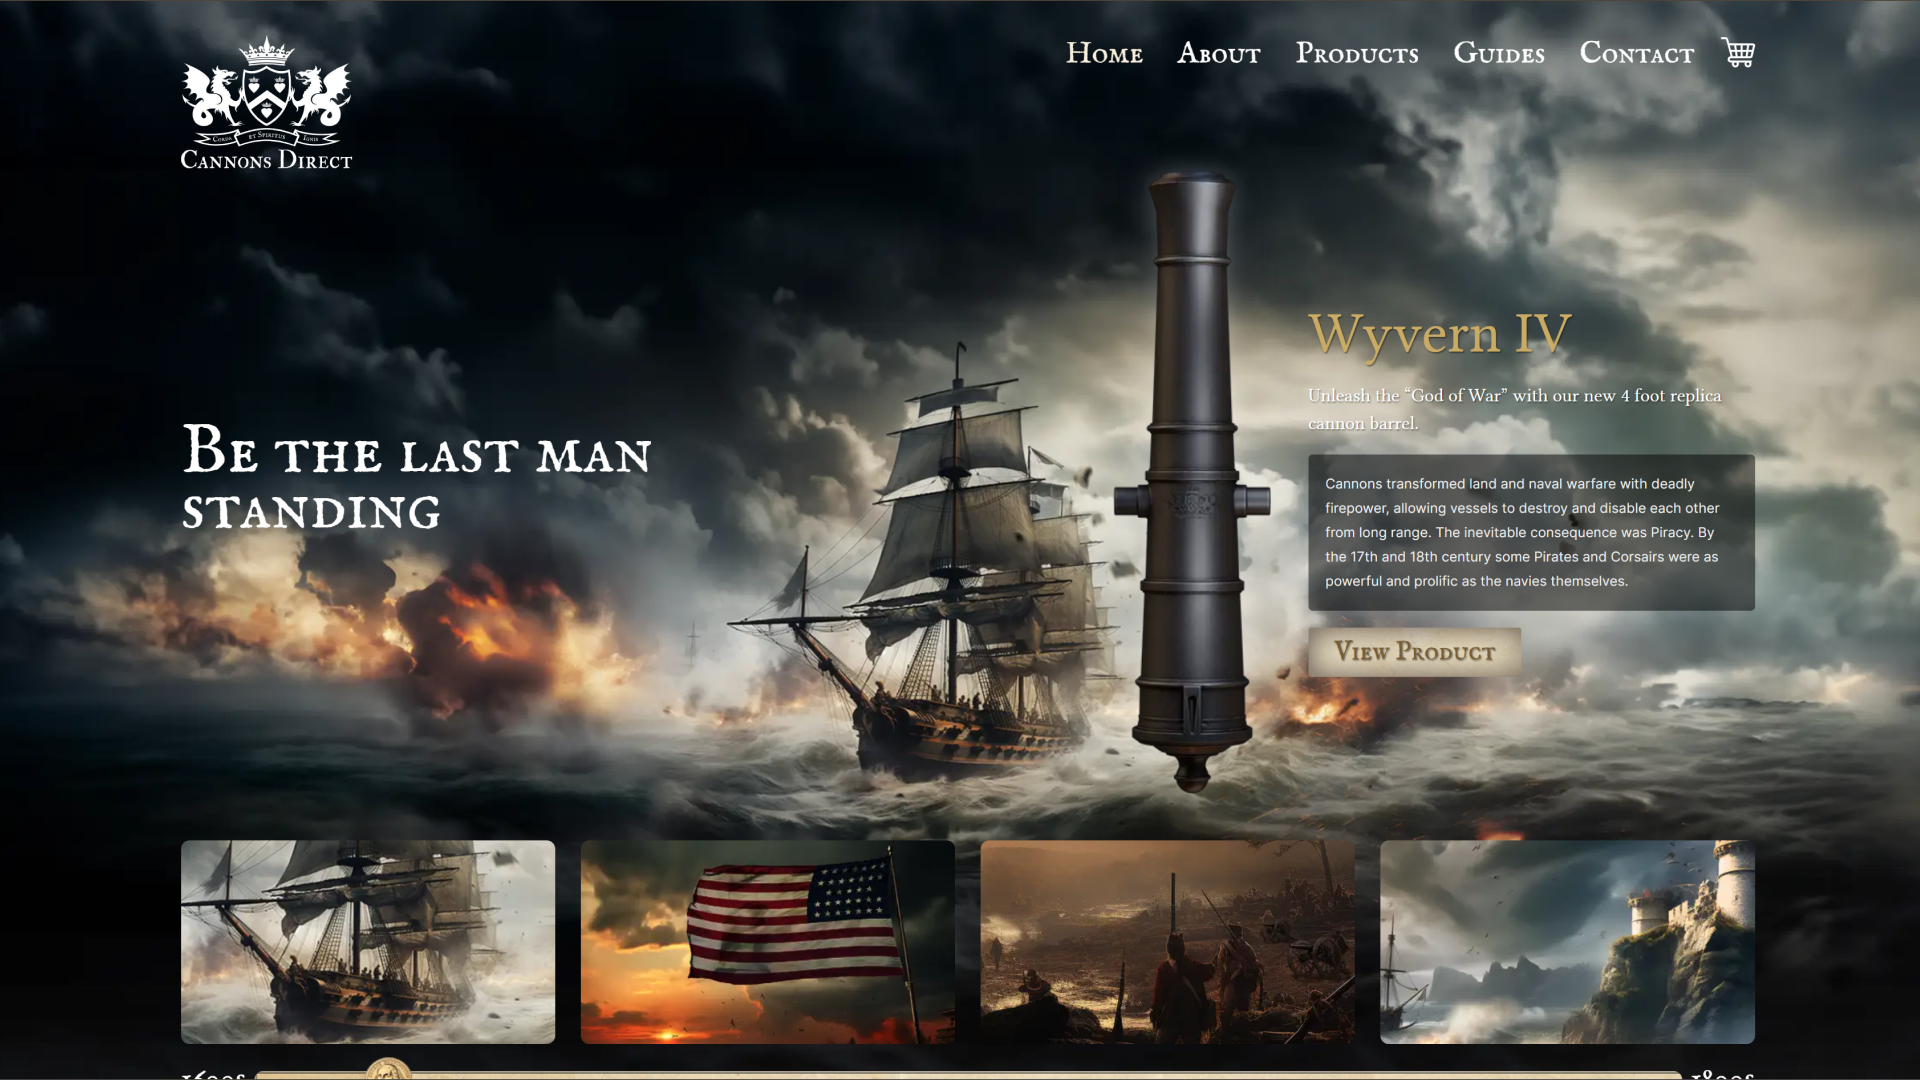 Home About Products Guides Contact
Corda et Spiritus Ignis
Cannons Direct
Wyvern IV
Unleash the “God of War” with our new 4 foot replica
cannon barrel.
Be the last man
standing
Cannons transformed land and naval warfare with deadly
firepower, allowing vessels to destroy and disable each other
from long range. The inevitable consequence was Piracy. By
the 17th and 18th century some Pirates and Corsairs were as
powerful and prolific as the navies themselves.
View Product